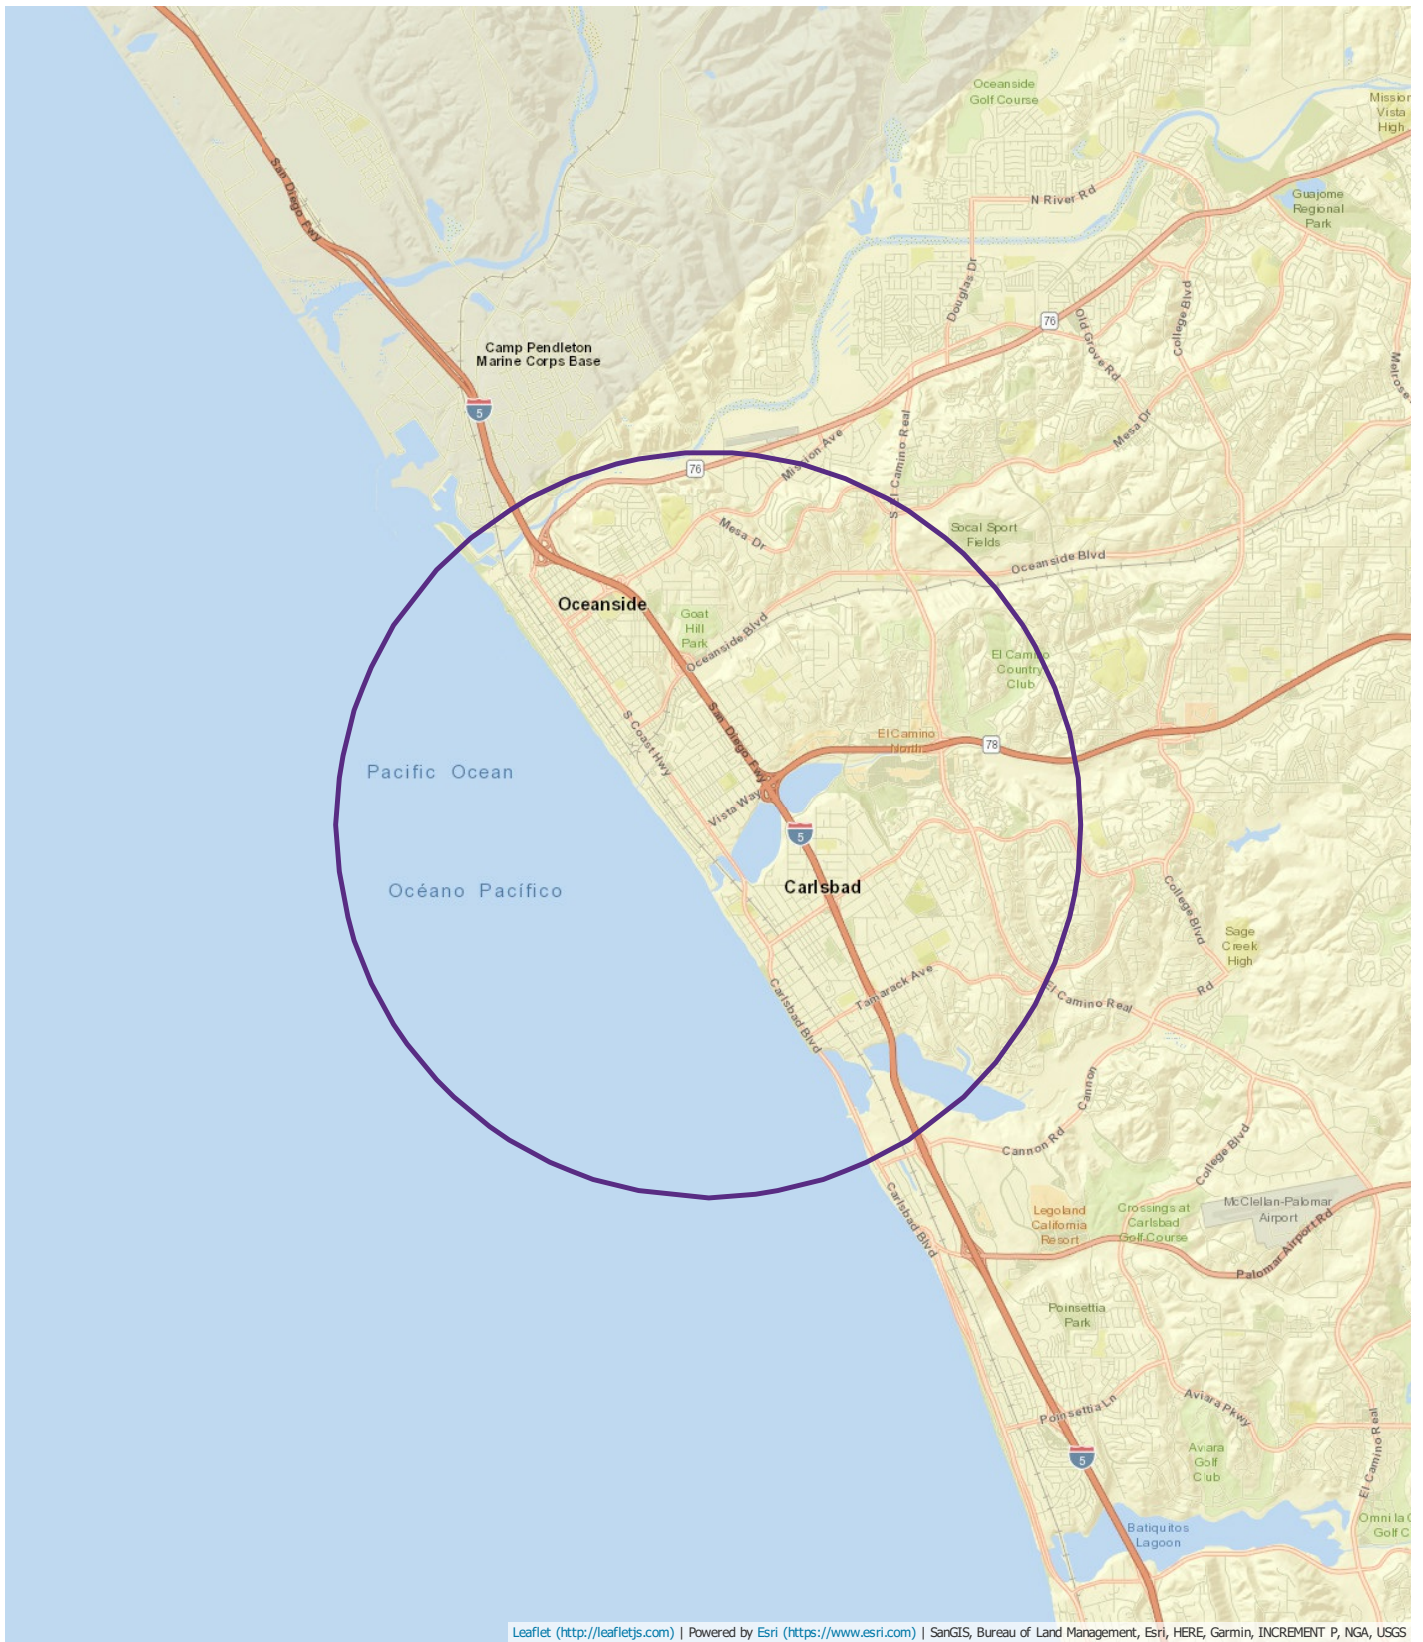 Oceanside
Golf Course
Mission
Vista
High
San Diego Fwy
N River Rd
Guajome
Regional
Park
Douglas Dr
76
Old Grove Rd
College Blvd
Camp Pendleton
Marine Corps Base
Melrose
5
Mesa Dr
S El Camino Real
Mission Ave
76
Mesa Dr
Socal Sport
Fields
Oceanside Blvd
Oceanside
Goat
Hill
Park
Oceanside Blvd
El Camino
Country
Club
S Coast Hwy
San Diego Fwy
El Camino
North
78
Pacific Ocean
Vista Way
5
Océano Pacífico
Carlsbad
College Blvd
Sage
Creek
High
Tamarack Ave
Carlsbad Blvd
El Camino Real
Rd
Cannon
Cannon Rd
College Blvd
Carlsbad Blvd
Legoland
California
Resort
Crossings at
Carlsbad
Golf Course
McClellan-Palomar
Airport
Palomar Airport Rd
Poinsettia
Park
Poinsettia Ln
Aviara Pkwy
El Camino Real
Aviara
Golf
Club
5
Batiquitos
Lagoon
Omni la C
Golf C
Leaflet (http://leafletjs.com) | Powered by Esri (https://www.esri.com) | SanGIS, Bureau of Land Management, Esri, HERE, Garmin, INCREMENT P, NGA, USGS